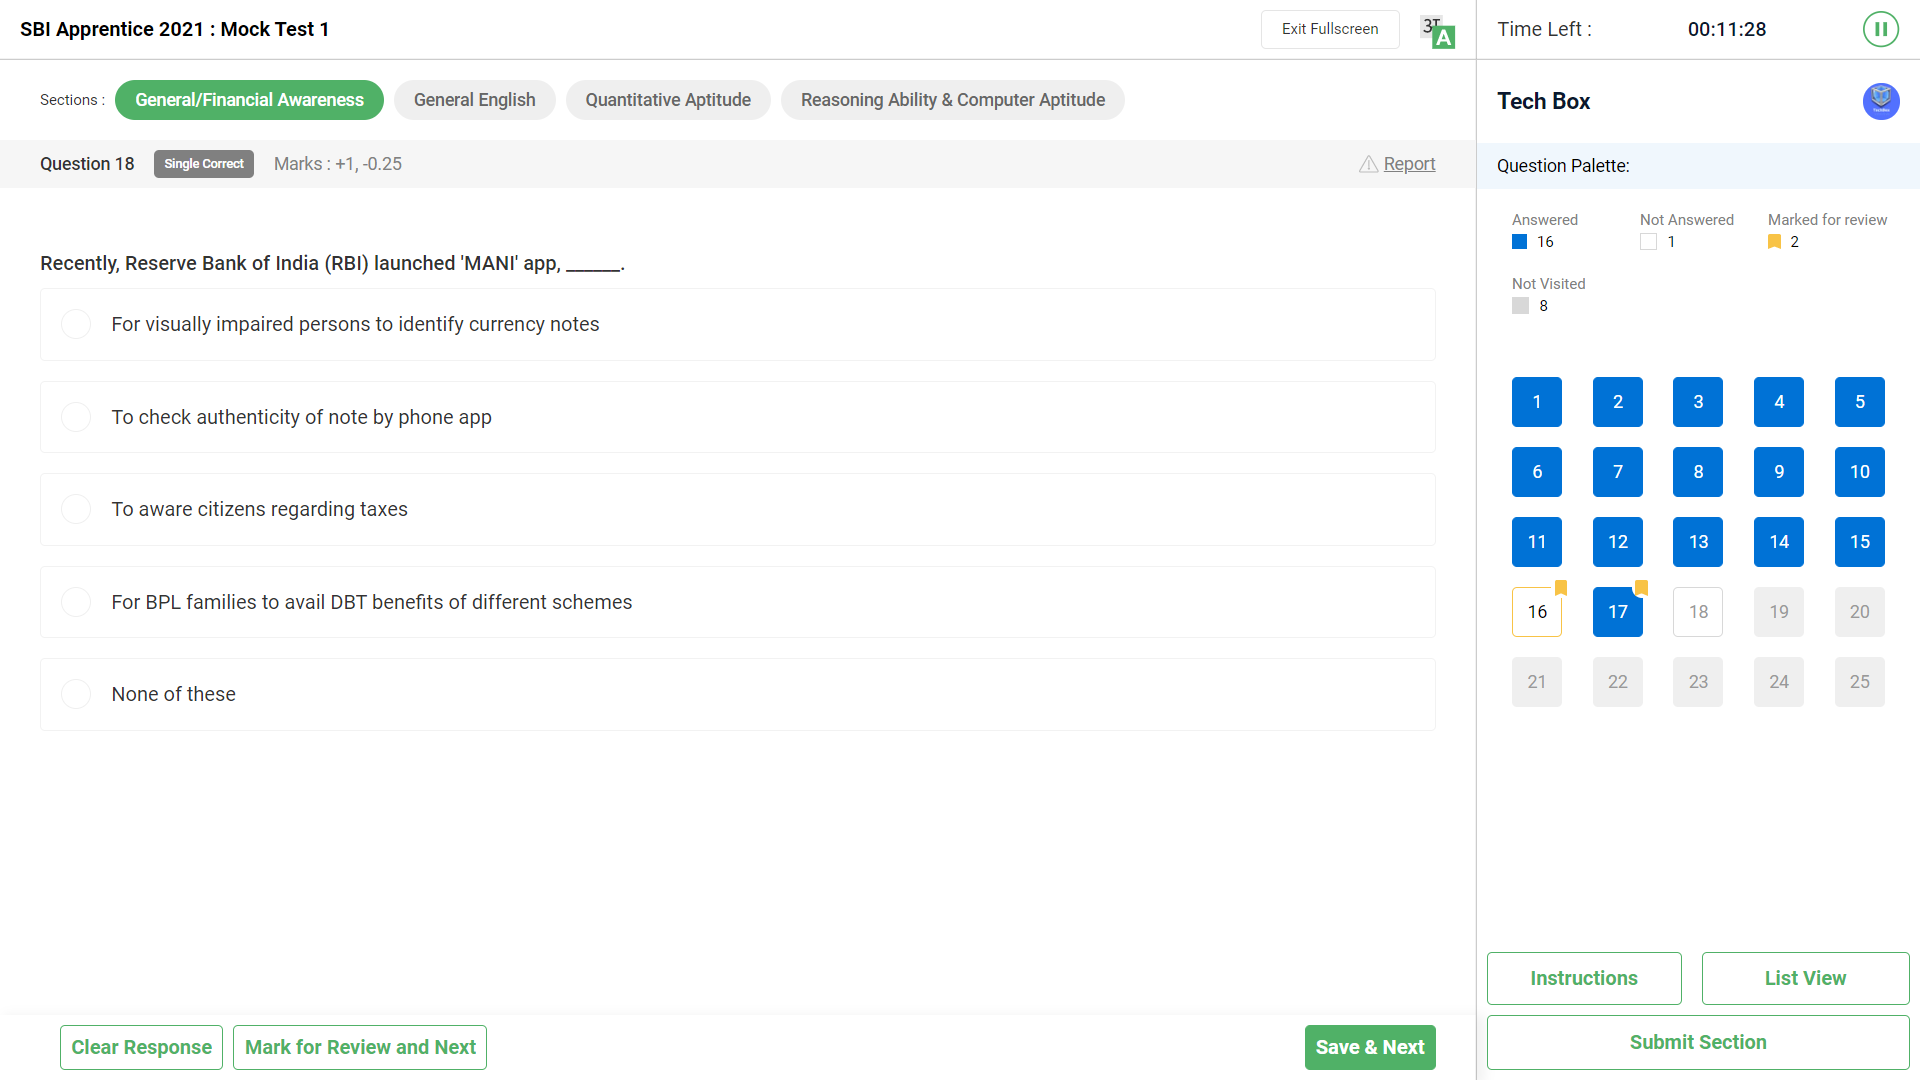 SBI Apprentice 2021 : Mock Test 1
Exit Fullscreen
A
Time Left :
00:11:28
Sections :
General/Financial Awareness
General English
Quantitative Aptitude
Reasoning Ability & Computer Aptitude
Tech Box
Question 18
Single Correct
Marks : +1, -0.25
Report
Question Palette:
Recently, Reserve Bank of India (RBI) launched 'MANI' app, ______.
For visually impaired persons to identify currency notes
To check authenticity of note by phone app
To aware citizens regarding taxes
For BPL families to avail DBT benefits of different schemes
None of these
Answered
16
Not Answered
1
Marked for review
2
Not Visited
8
1 2 3 4 5
6 7 8 9 10
11 12 13 14 15
16 17 18 19 20
21 22 23 24 25
Instructions
List View
Submit Section
Clear Response
Mark for Review and Next
Save & Next